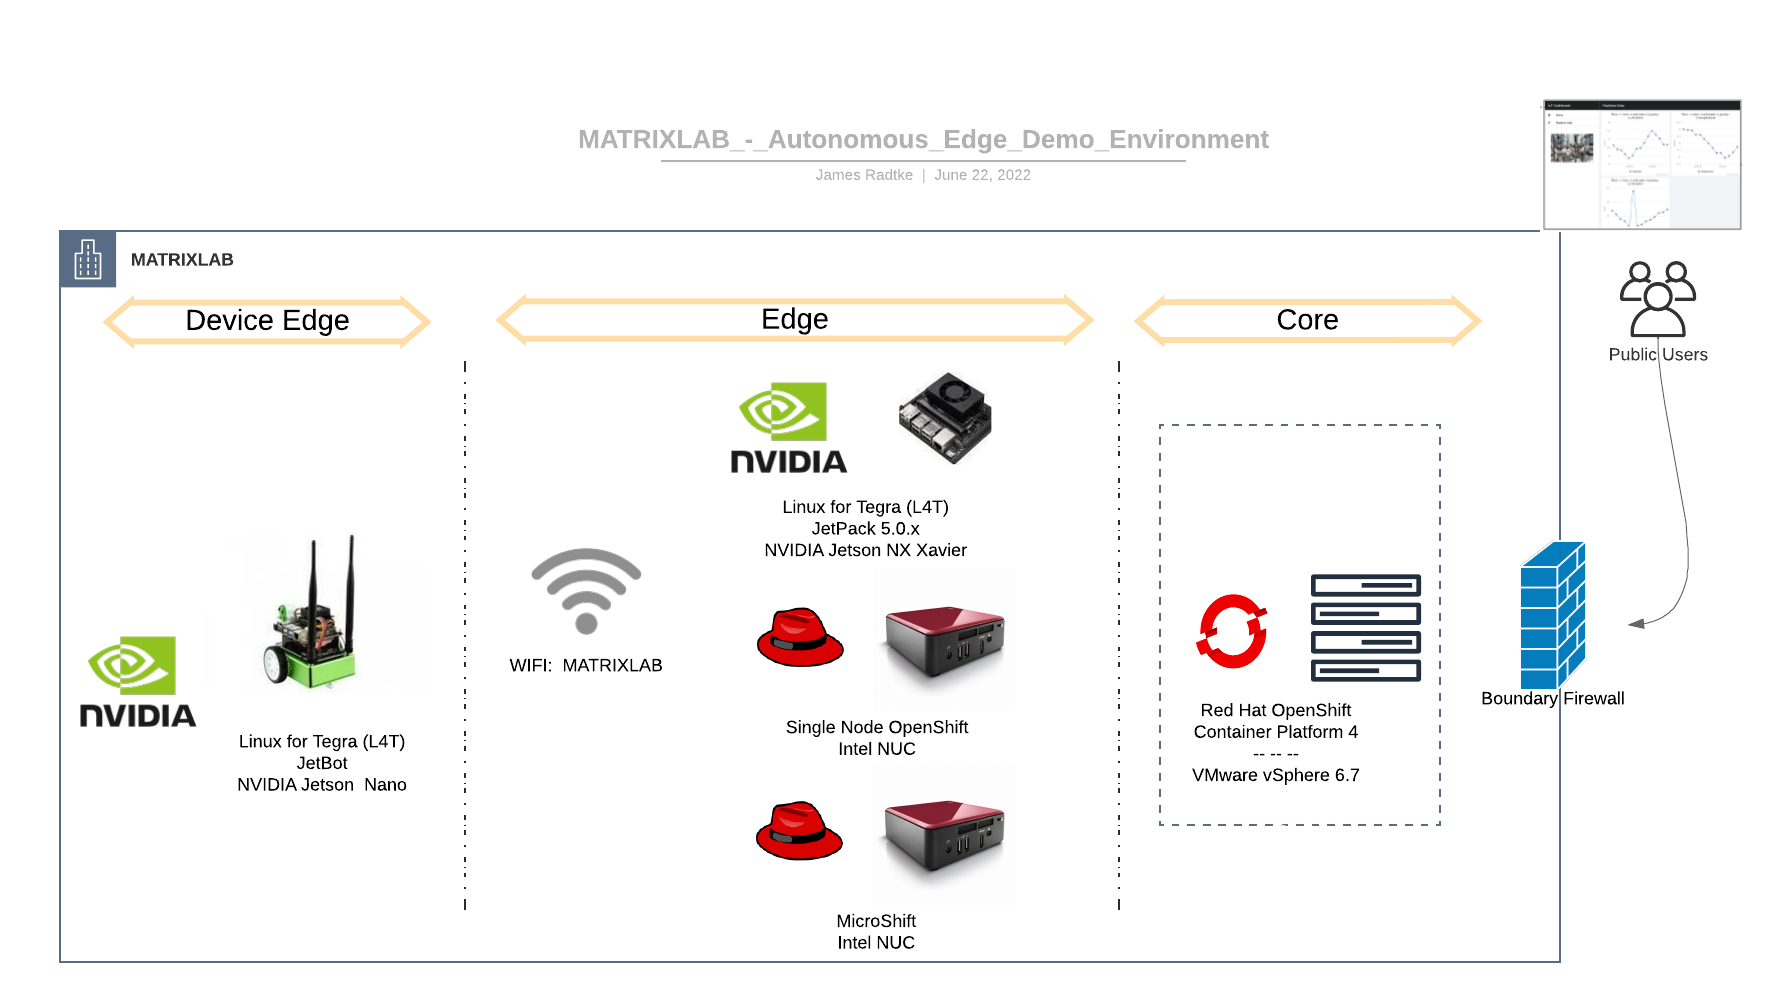 MATRIXLAB_-_Autonomous_Edge_Demo_Environment
James Radtke | June 22, 2022
MATRIXLAB
Device Edge
Edge
Core
Public Users
NVIDIA
Linux for Tegra (L4T)
JetPack 5.0.x
NVIDIA Jetson NX Xavier
WIFI: MATRIXLAB
NVIDIA
Linux for Tegra (L4T)
JetBot
NVIDIA Jetson Nano
Single Node OpenShift
Intel NUC
MicroShift
Intel NUC
Red Hat OpenShift
Container Platform 4
-- -- --
VMware vSphere 6.7
Boundary Firewall